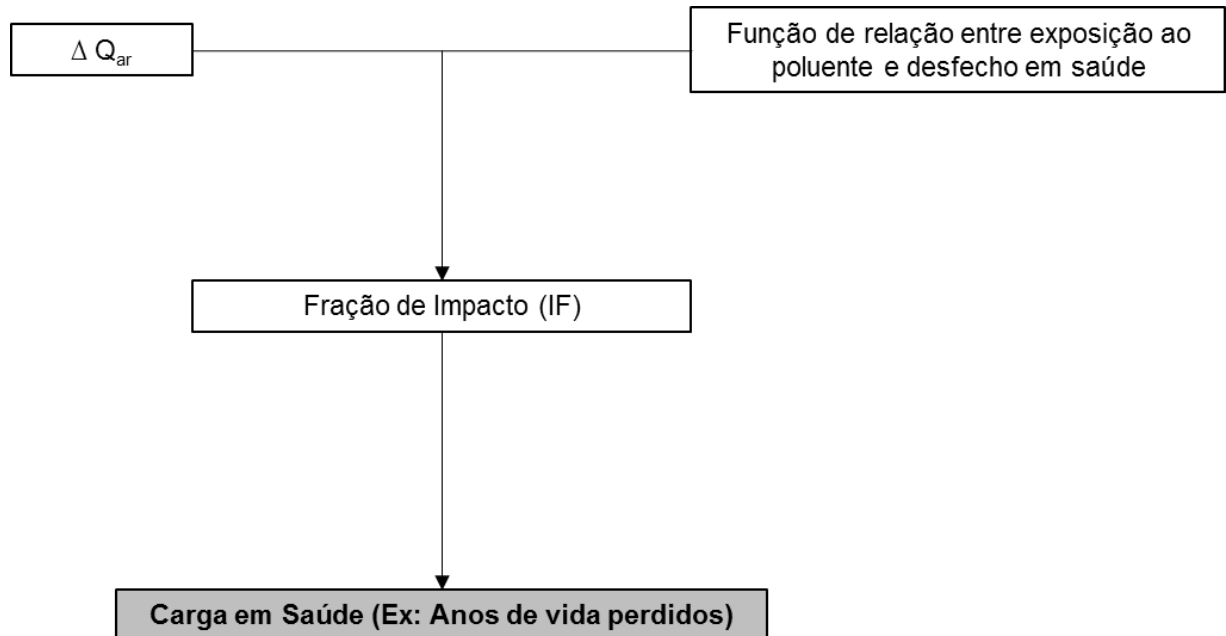 Δ Qar
Função de relação entre exposição ao
poluente e desfecho em saúde
Fração de Impacto (IF)
Carga em Saúde (Ex: Anos de vida perdidos)